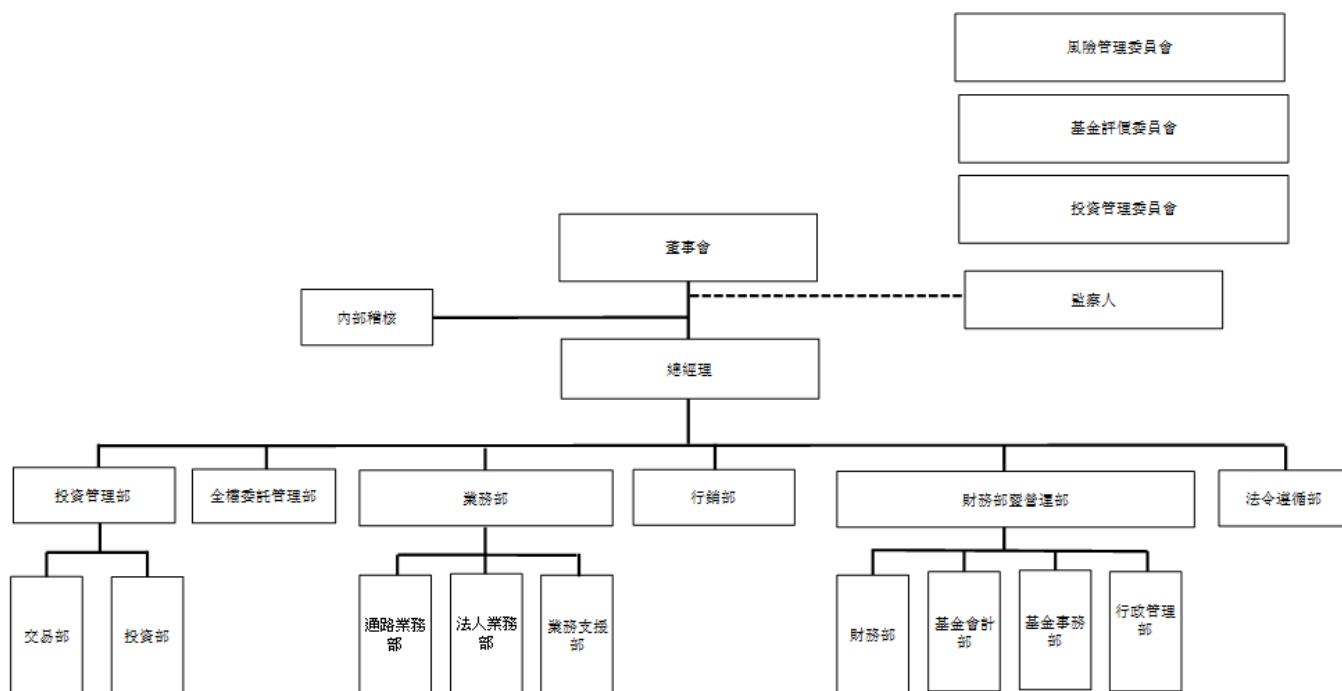 風險管理委員會
基金評價委員會
投資管理委員會
董事會
監察人
內部稽核
總經理
投資管理部
全權委託管理部
業務部
行銷部
財務部暨營運部
法令遵循部
交易部
投資部
通路業務
部
法人業務
部
業務支援
部
財務部
基金會計
部
基金事務
部
行政管理
部